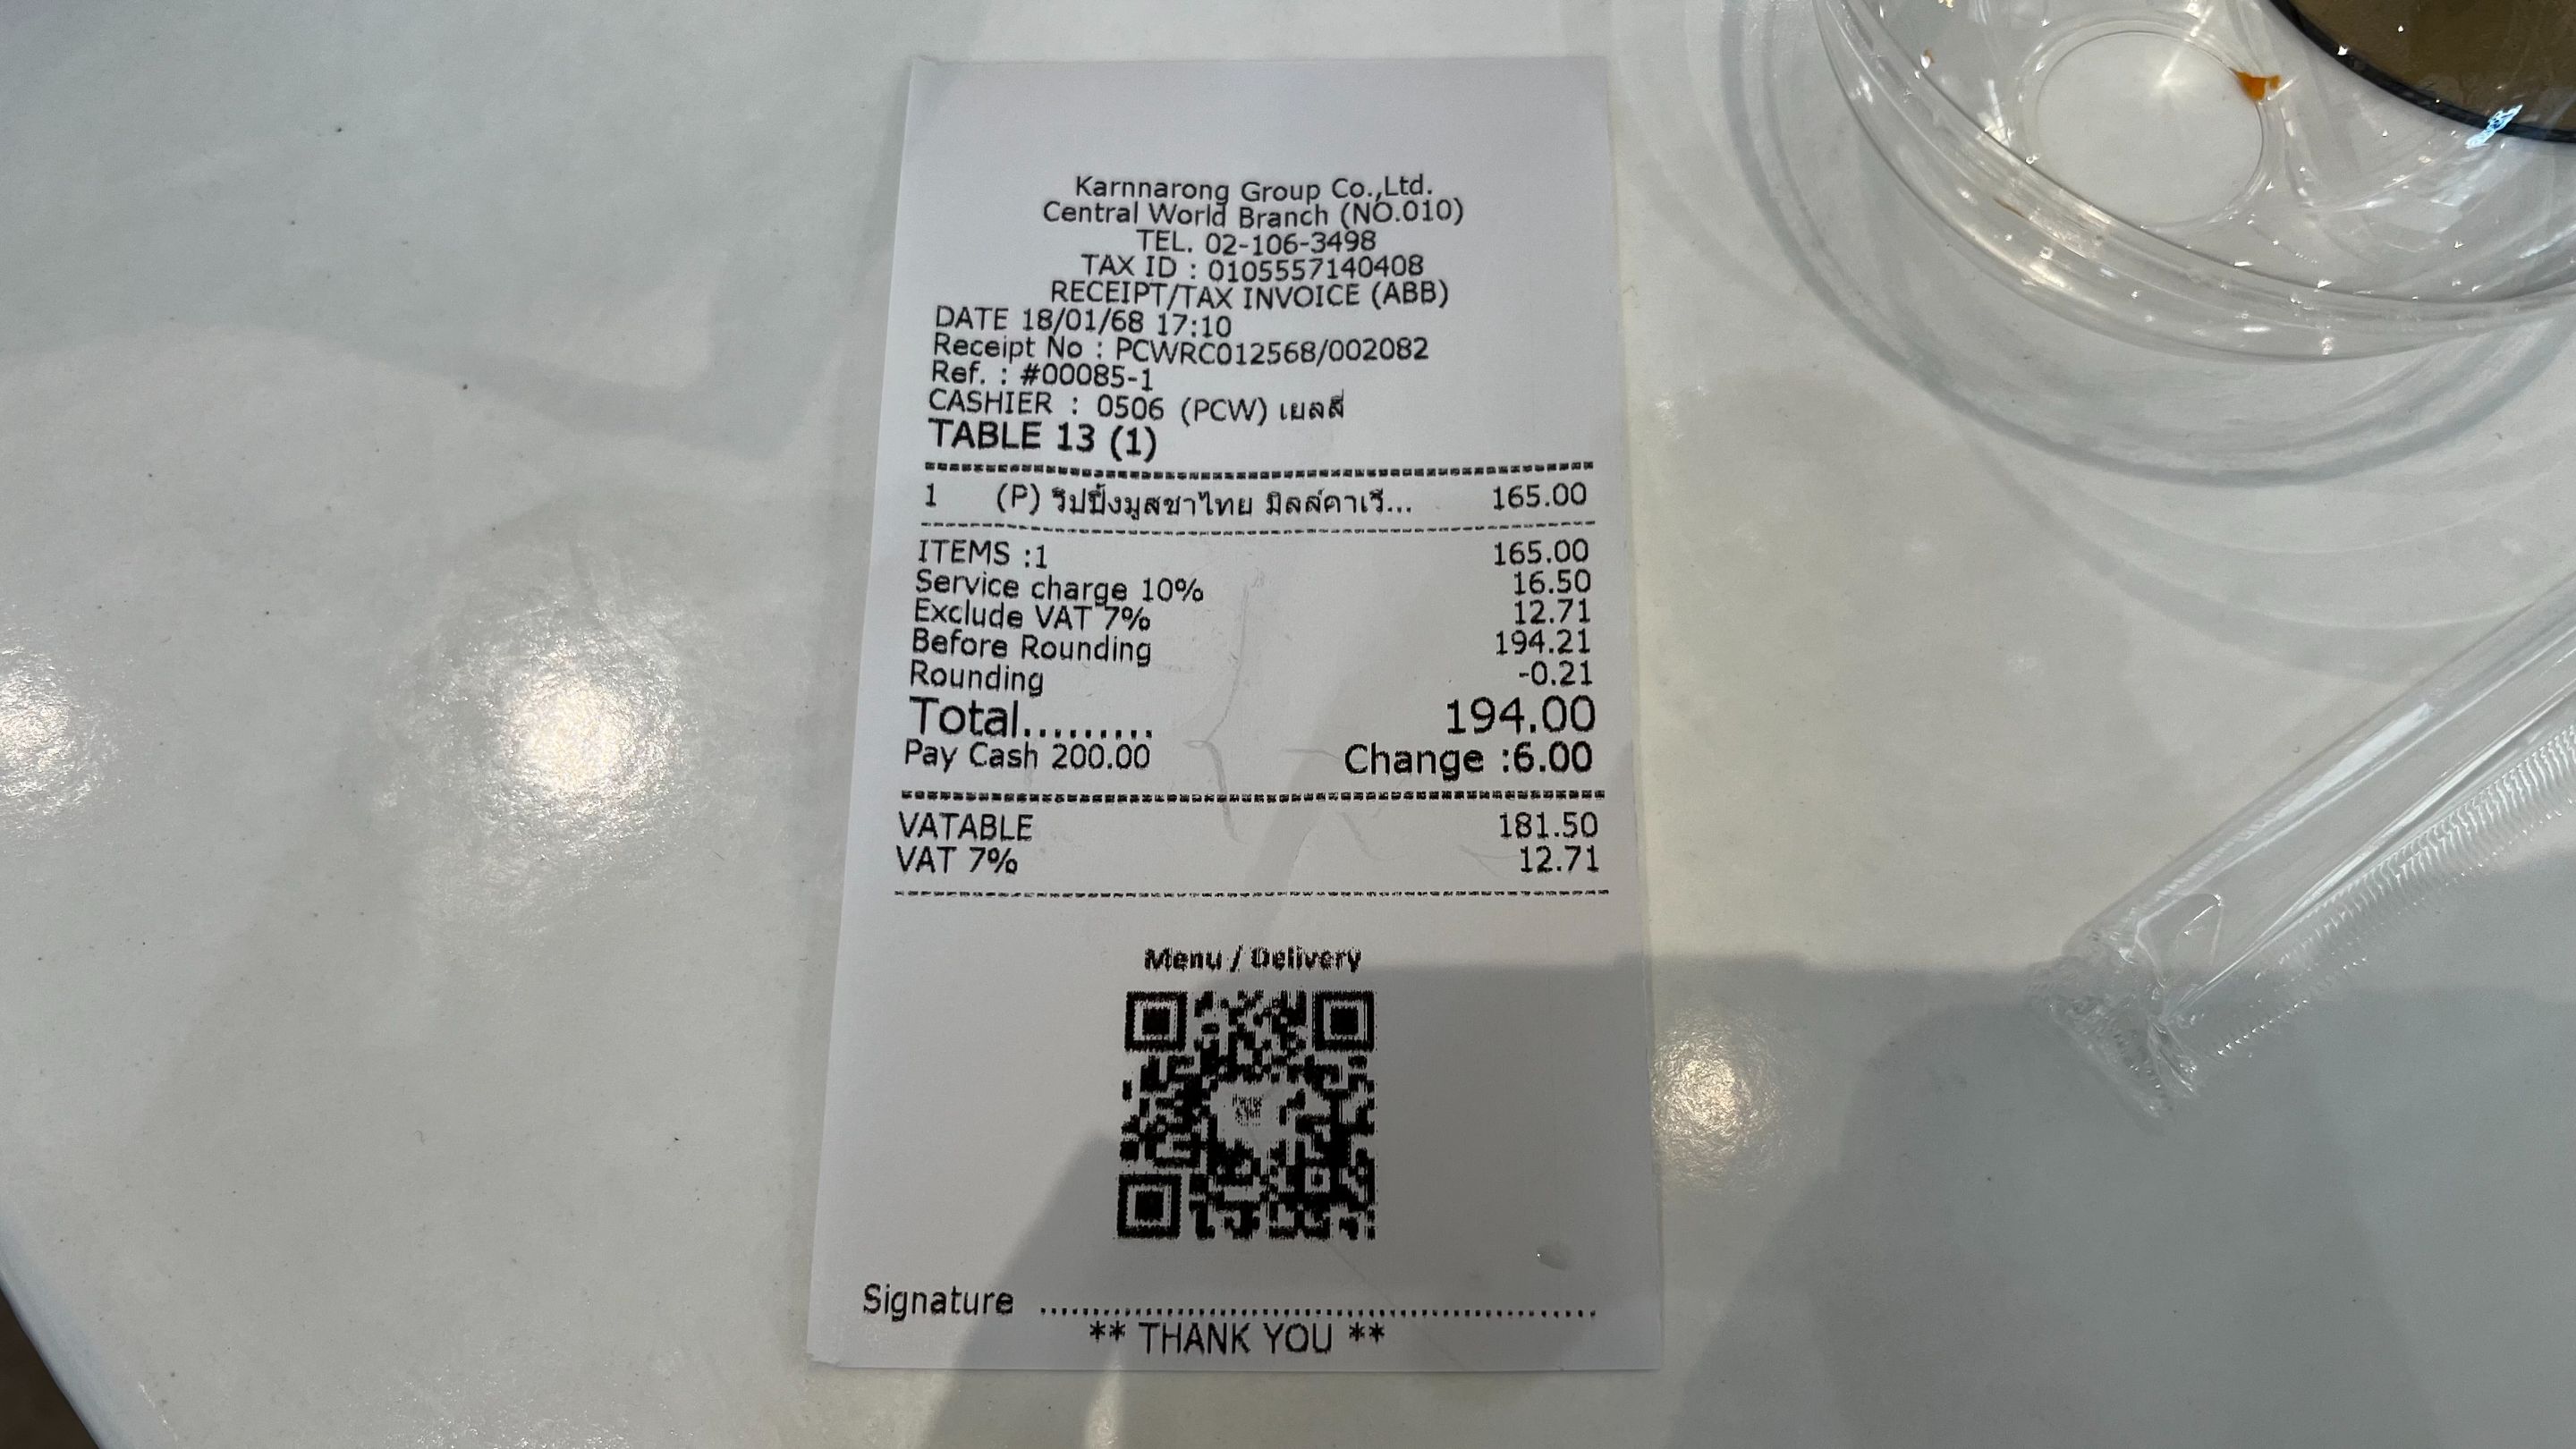 Karnnarong Group Co.,Ltd.
Central World Branch (NO.010)
TEL. 02-106-3498
TAX ID : 0105557140408
RECEIPT/TAX INVOICE (ABB)
DATE 18/01/68 17:10
Receipt No : PCWRC012568/002082
Ref. : #00085-1
CASHIER : 0506 (PCW) เยลลี่
TABLE 13 (1)
1 (P) วิปปิ้งมูสชาไทย มิลล์คาเวี... 165.00
ITEMS :1 165.00
Service charge 10% 16.50
Exclude VAT 7% 12.71
Before Rounding 194.21
Rounding -0.21
Total......... 194.00
Pay Cash 200.00 Change :6.00
VATABLE 181.50
VAT 7% 12.71
Menu / Delivery
Signature ................................................
** THANK YOU **